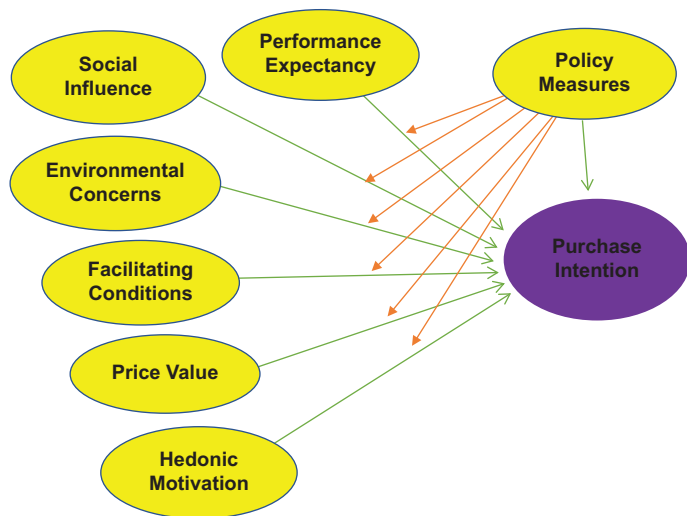 Performance
Expectancy
Social
Influence
Policy
Measures
Environmental
Concerns
Purchase
Intention
Facilitating
Conditions
Price Value
Hedonic
Motivation